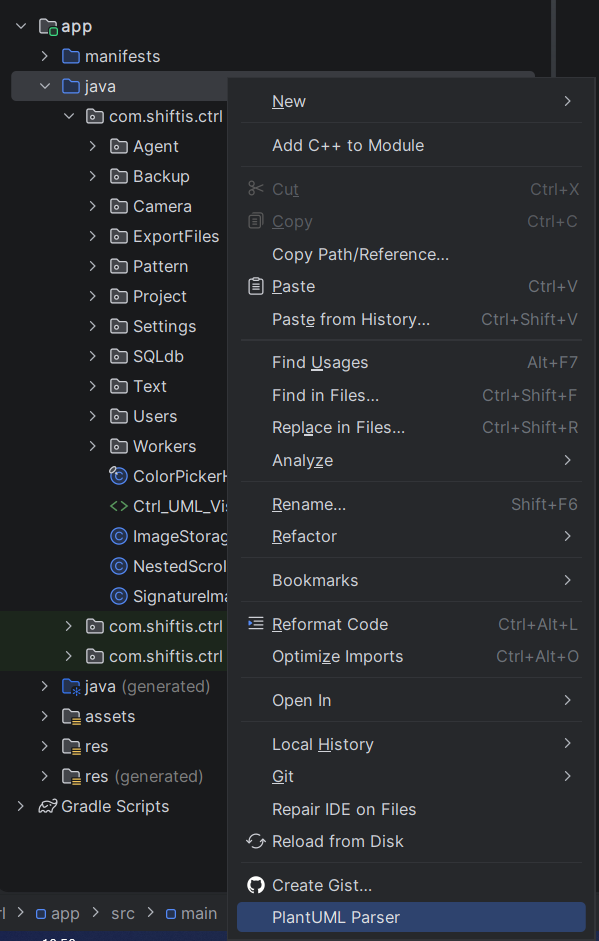 app
manifests
java
com.shiftis.ctrl
Agent
Backup
Camera
ExportFiles
Pattern
Project
Settings
SQLdb
Text
Users
Workers
ColorPickerH
Ctrl_UML_Vis
ImageStorag
NestedScrol
SignatureIma
com.shiftis.ctrl
com.shiftis.ctrl
java (generated)
assets
res
res (generated)
Gradle Scripts
app > src > main
New
Add C++ to Module
Cut Ctrl+X
Copy Ctrl+C
Copy Path/Reference...
Paste Ctrl+V
Paste from History... Ctrl+Shift+V
Find Usages Alt+F7
Find in Files... Ctrl+Shift+F
Replace in Files... Ctrl+Shift+R
Analyze
Rename... Shift+F6
Refactor
Bookmarks
Reformat Code Ctrl+Alt+L
Optimize Imports Ctrl+Alt+O
Open In
Local History
Git
Repair IDE on Files
Reload from Disk
Create Gist...
PlantUML Parser